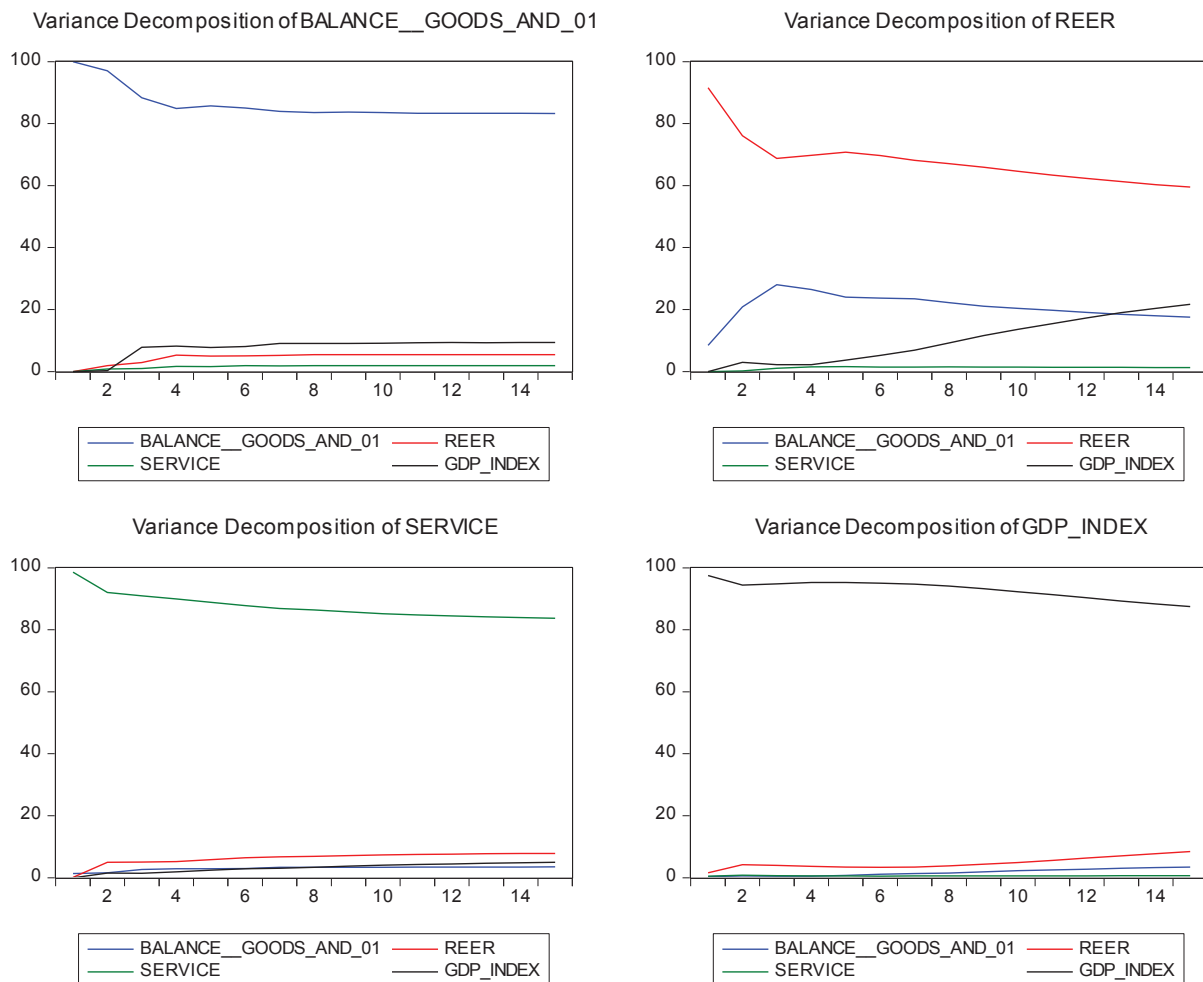 Variance Decomposition of BALANCE__GOODS_AND_01
100
80
60
40
20
0
2 4 6 8 10 12 14
BALANCE__GOODS_AND_01 REER
SERVICE GDP_INDEX
Variance Decomposition of REER
100
80
60
40
20
0
2 4 6 8 10 12 14
BALANCE__GOODS_AND_01 REER
SERVICE GDP_INDEX
Variance Decomposition of SERVICE
100
80
60
40
20
0
2 4 6 8 10 12 14
BALANCE__GOODS_AND_01 REER
SERVICE GDP_INDEX
Variance Decomposition of GDP_INDEX
100
80
60
40
20
0
2 4 6 8 10 12 14
BALANCE__GOODS_AND_01 REER
SERVICE GDP_INDEX